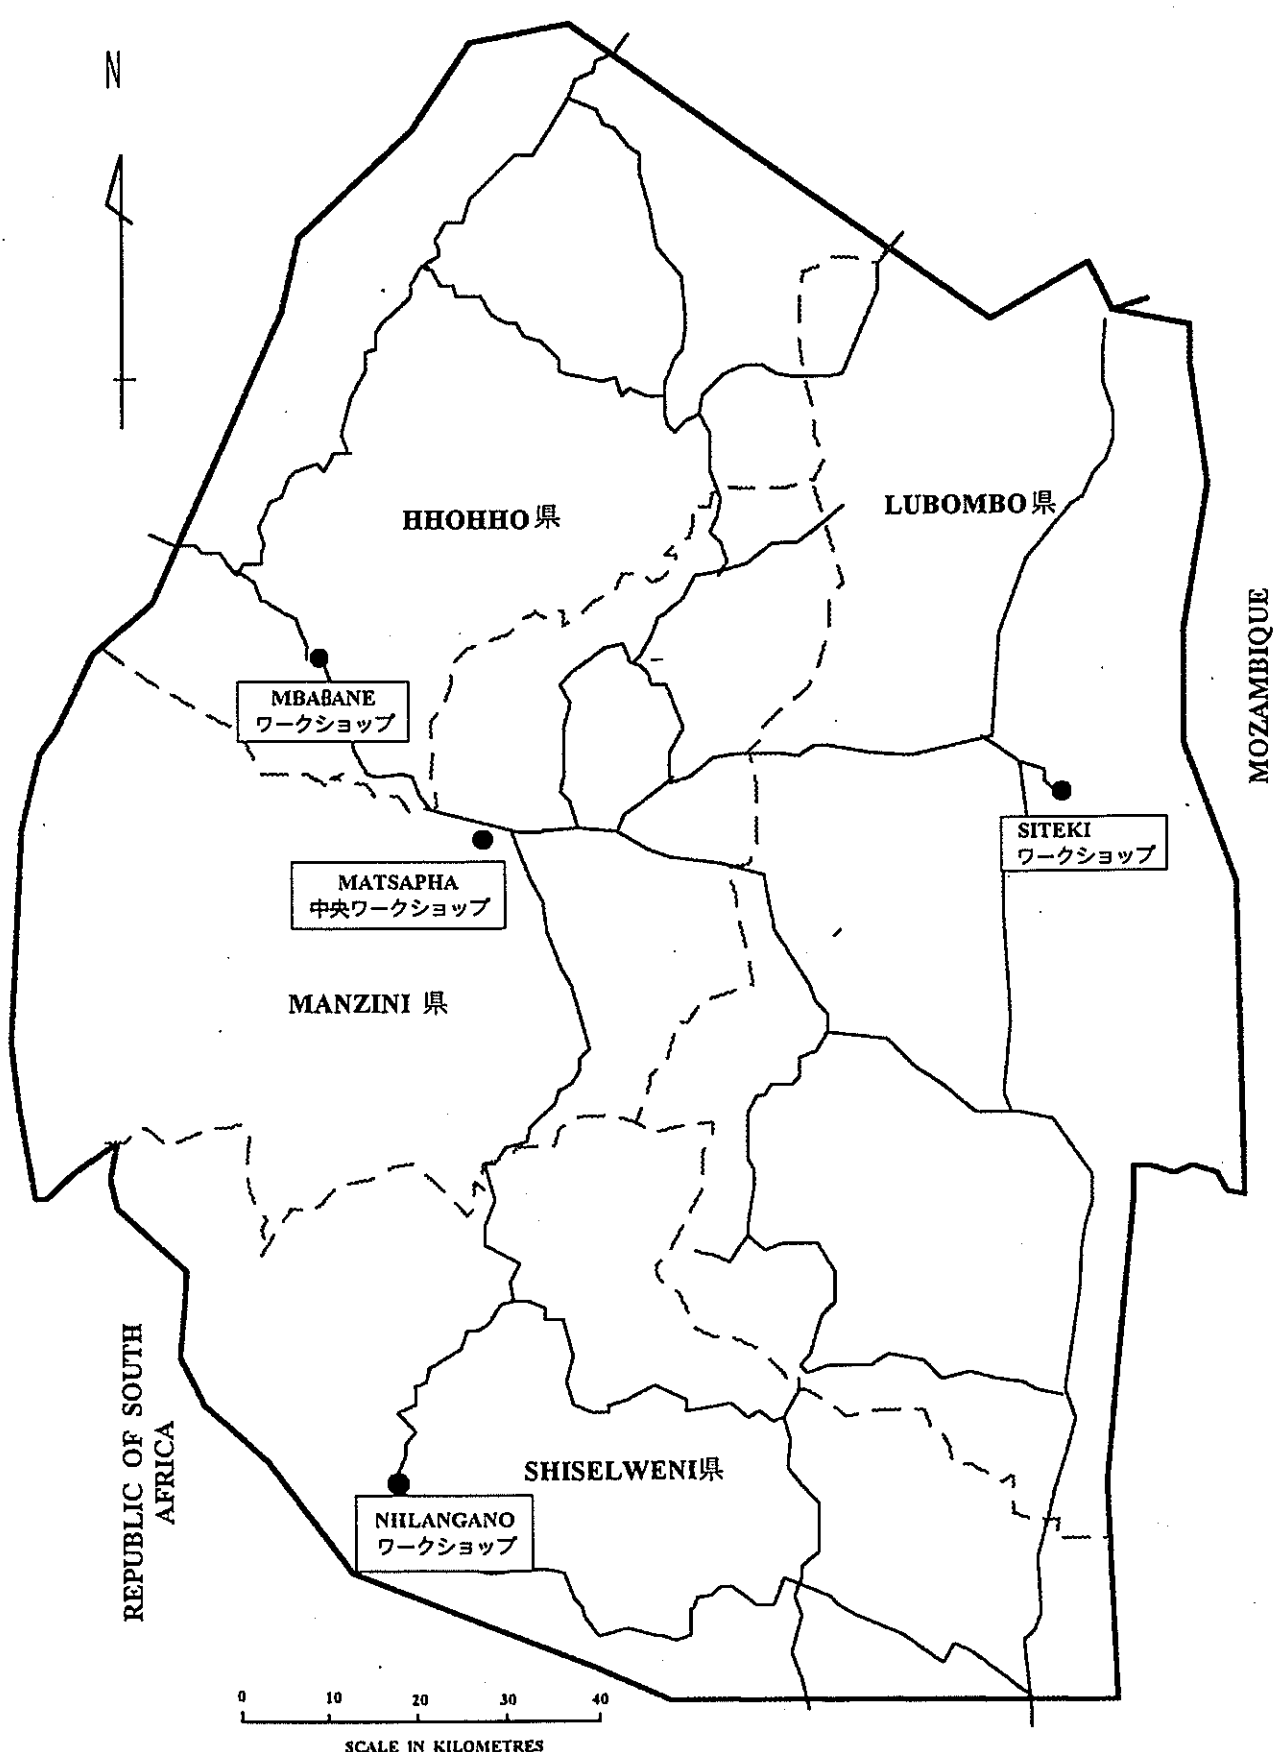 N
HHOHHO県
LUBOMBO県
MOZAMBIQUE
MBABANE
ワークショップ
SITEKI
ワークショップ
MATSAPHA
中央ワークショップ
MANZINI 県
REPUBLIC OF SOUTH
AFRICA
SHISELWENI県
NHLANGANO
ワークショップ
0 10 20 30 40
SCALE IN KILOMETRES